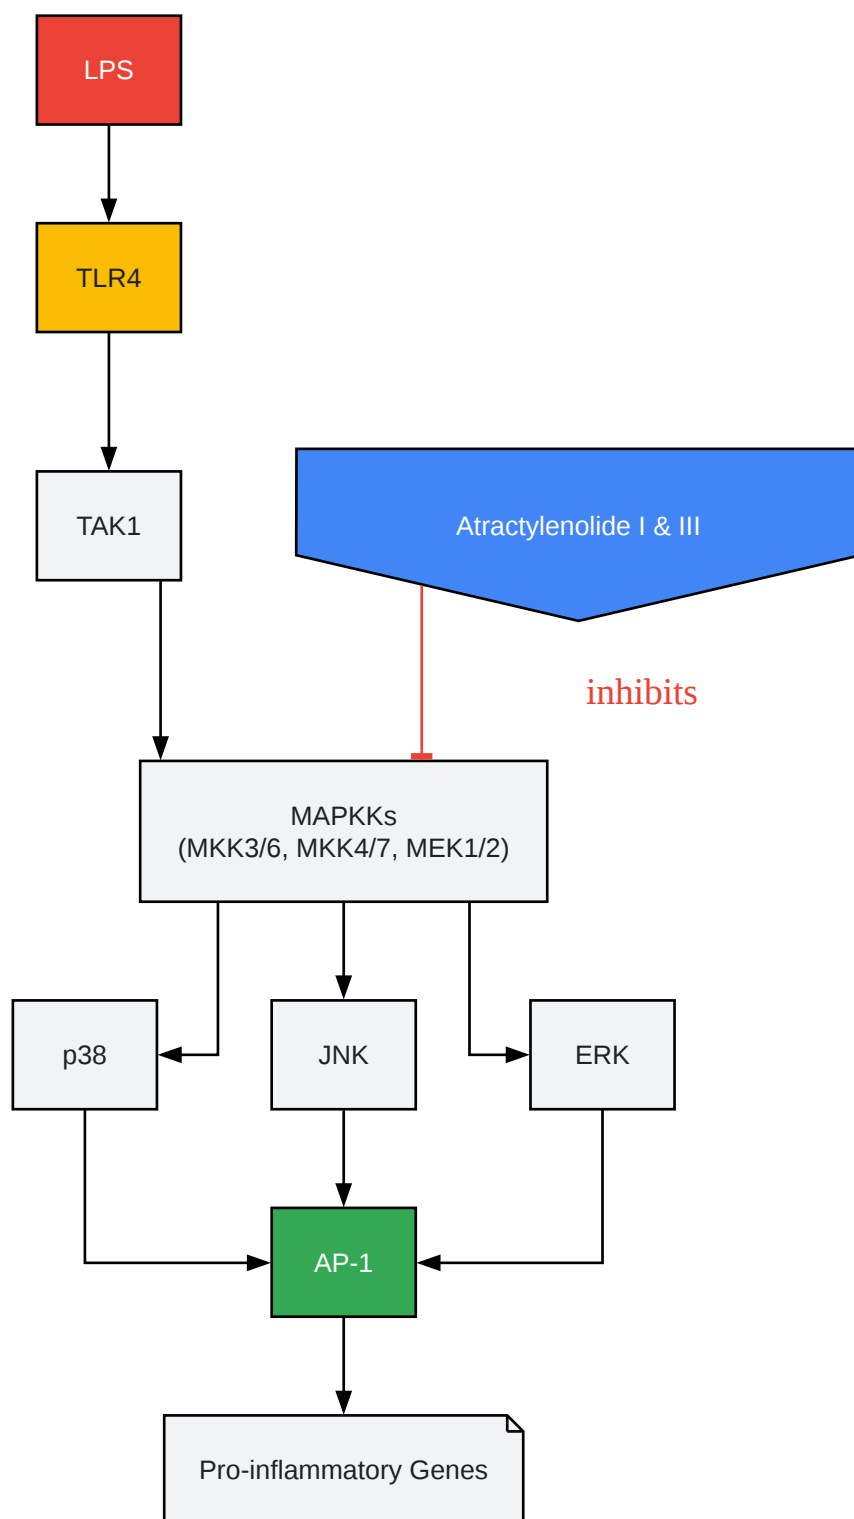 LPS
TLR4
TAK1
Atractylenolide I & III
inhibits
MAPKKs
(MKK3/6, MKK4/7, MEK1/2)
p38
JNK
ERK
AP-1
Pro-inflammatory Genes